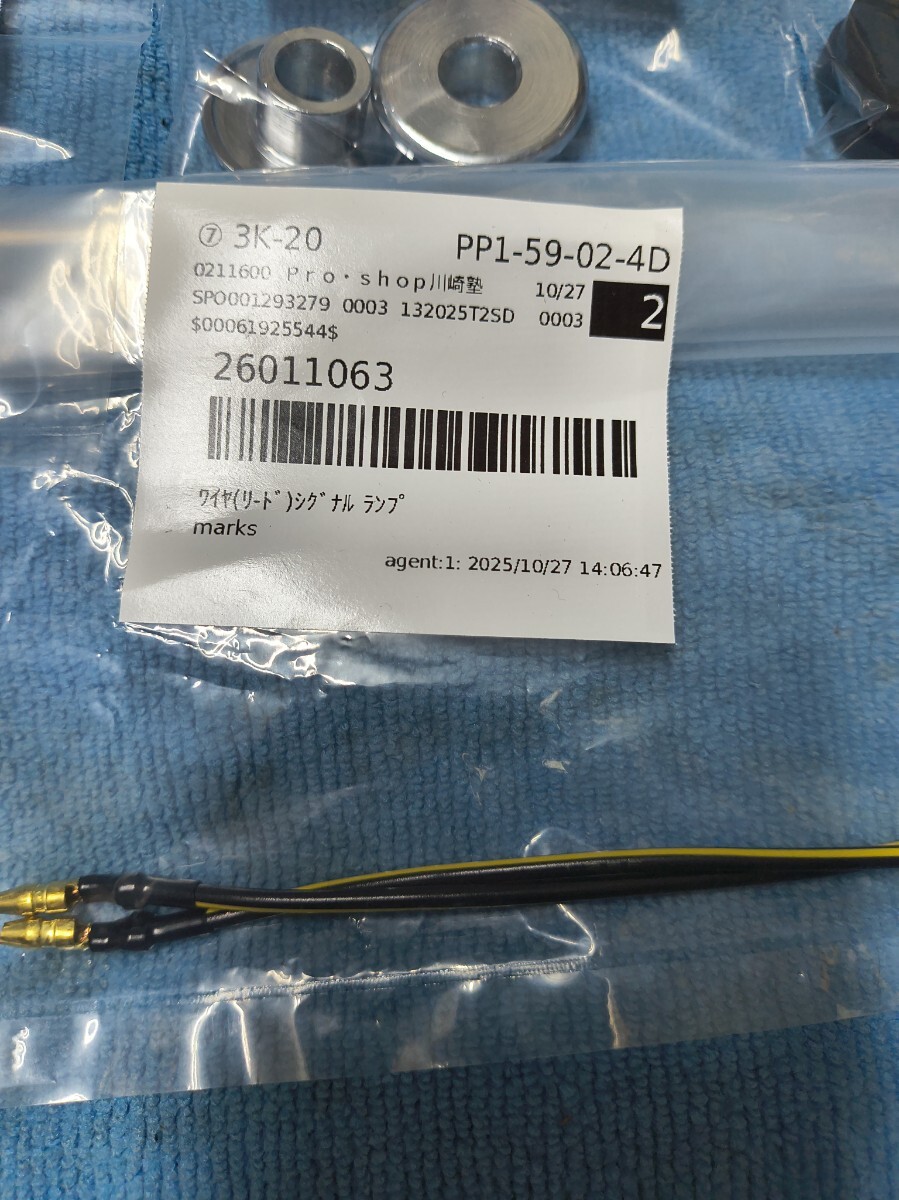 ⑦ 3K-20 PP1-59-02-4D
0211600 Ｐｒｏ・ｓｈｏｐ川崎塾 10/27
SPO001293279 0003 132025T2SD 0003 2
$00061925544$
26011063
ﾜｲﾔ(ﾘｰﾄﾞ)ｼｸﾞﾅﾙ ﾗﾝﾌﾟ
marks
agent:1: 2025/10/27 14:06:47